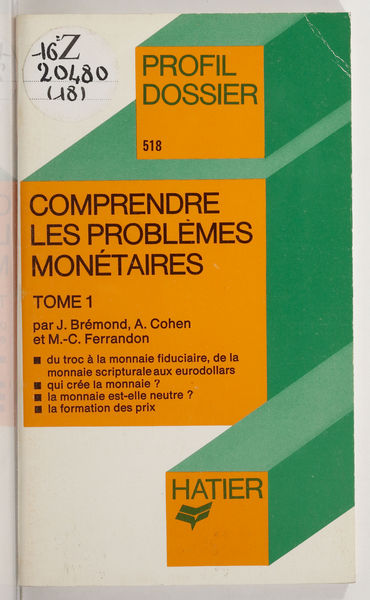 -16°Z
20480
(18)
PROFIL
DOSSIER
518
COMPRENDRE
LES PROBLÈMES
MONÉTAIRES
TOME 1
par J. Brémond, A. Cohen
et M.-C. Ferrandon
du troc à la monnaie fiduciaire, de la
monnaie scripturale aux eurodollars
qui crée la monnaie ?
la monnaie est-elle neutre ?
la formation des prix
HATIER